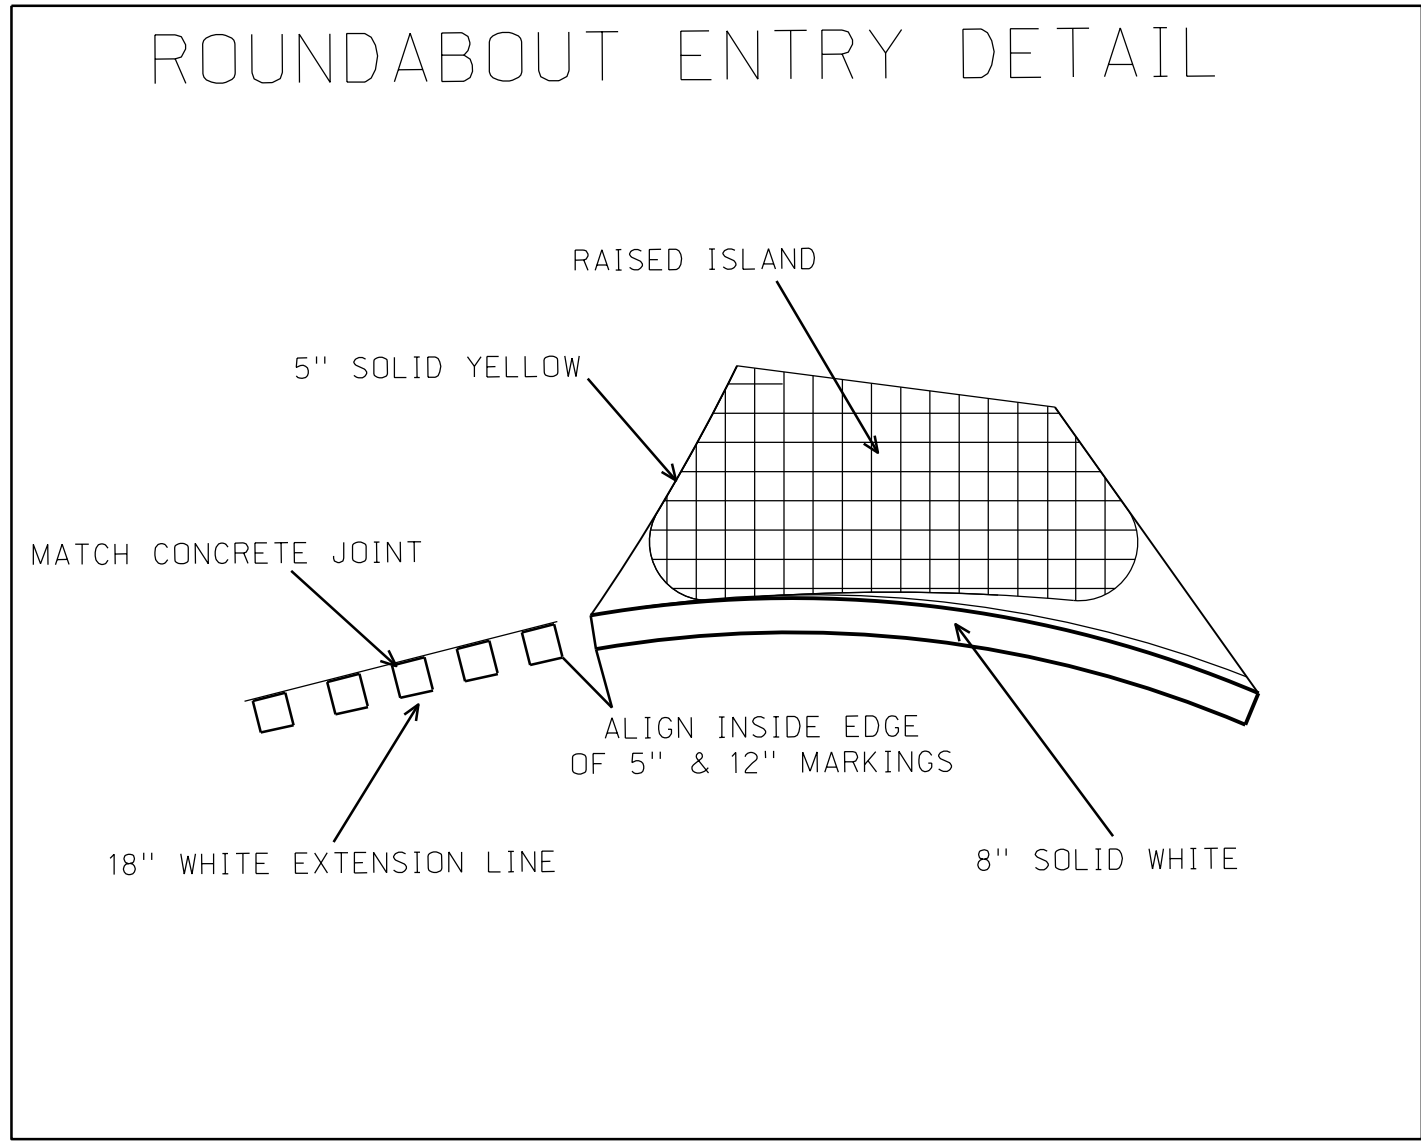 ROUNDABOUT ENTRY DETAIL
RAISED ISLAND
5" SOLID YELLOW
MATCH CONCRETE JOINT
ALIGN INSIDE EDGE
OF 5" & 12" MARKINGS
18" WHITE EXTENSION LINE
8" SOLID WHITE